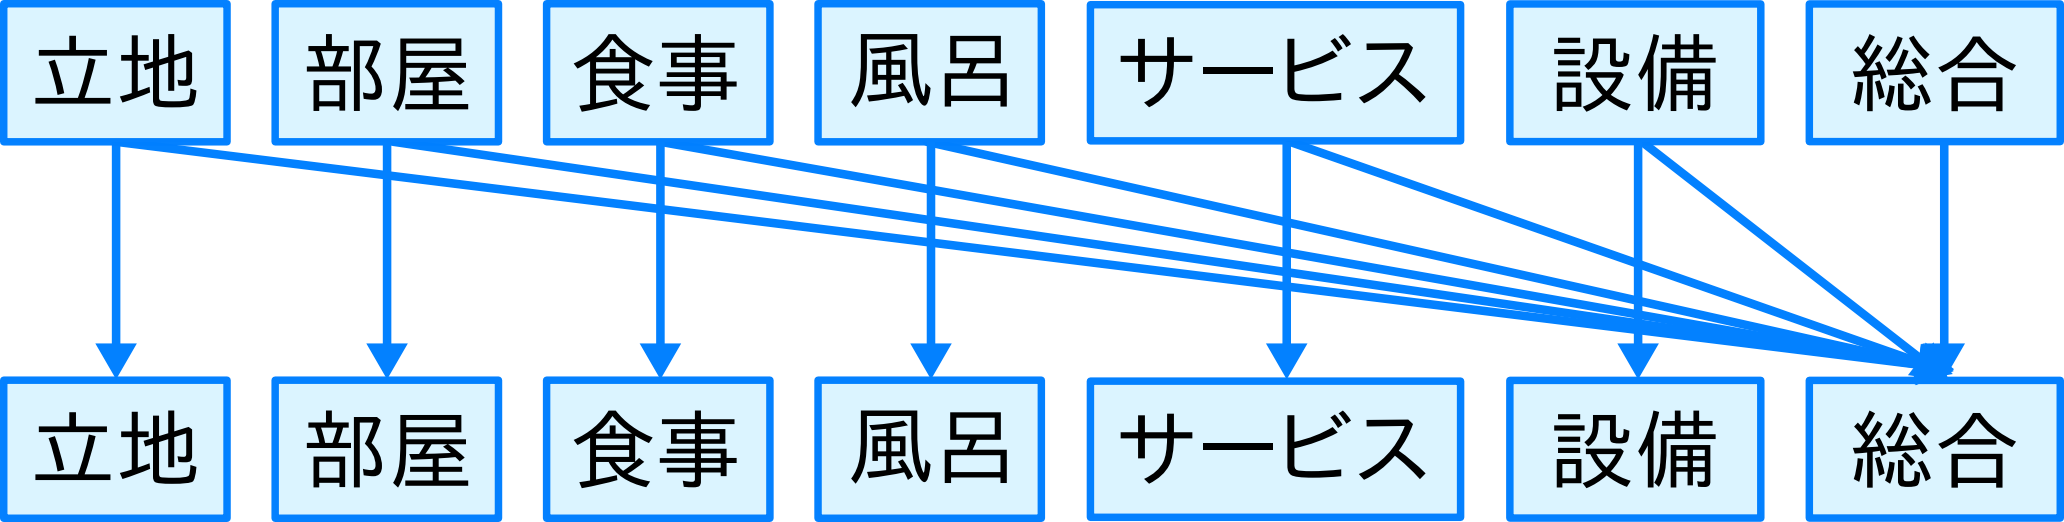 立地 部屋 食事 風呂 サービス 設備 総合
立地 部屋 食事 風呂 サービス 設備 総合